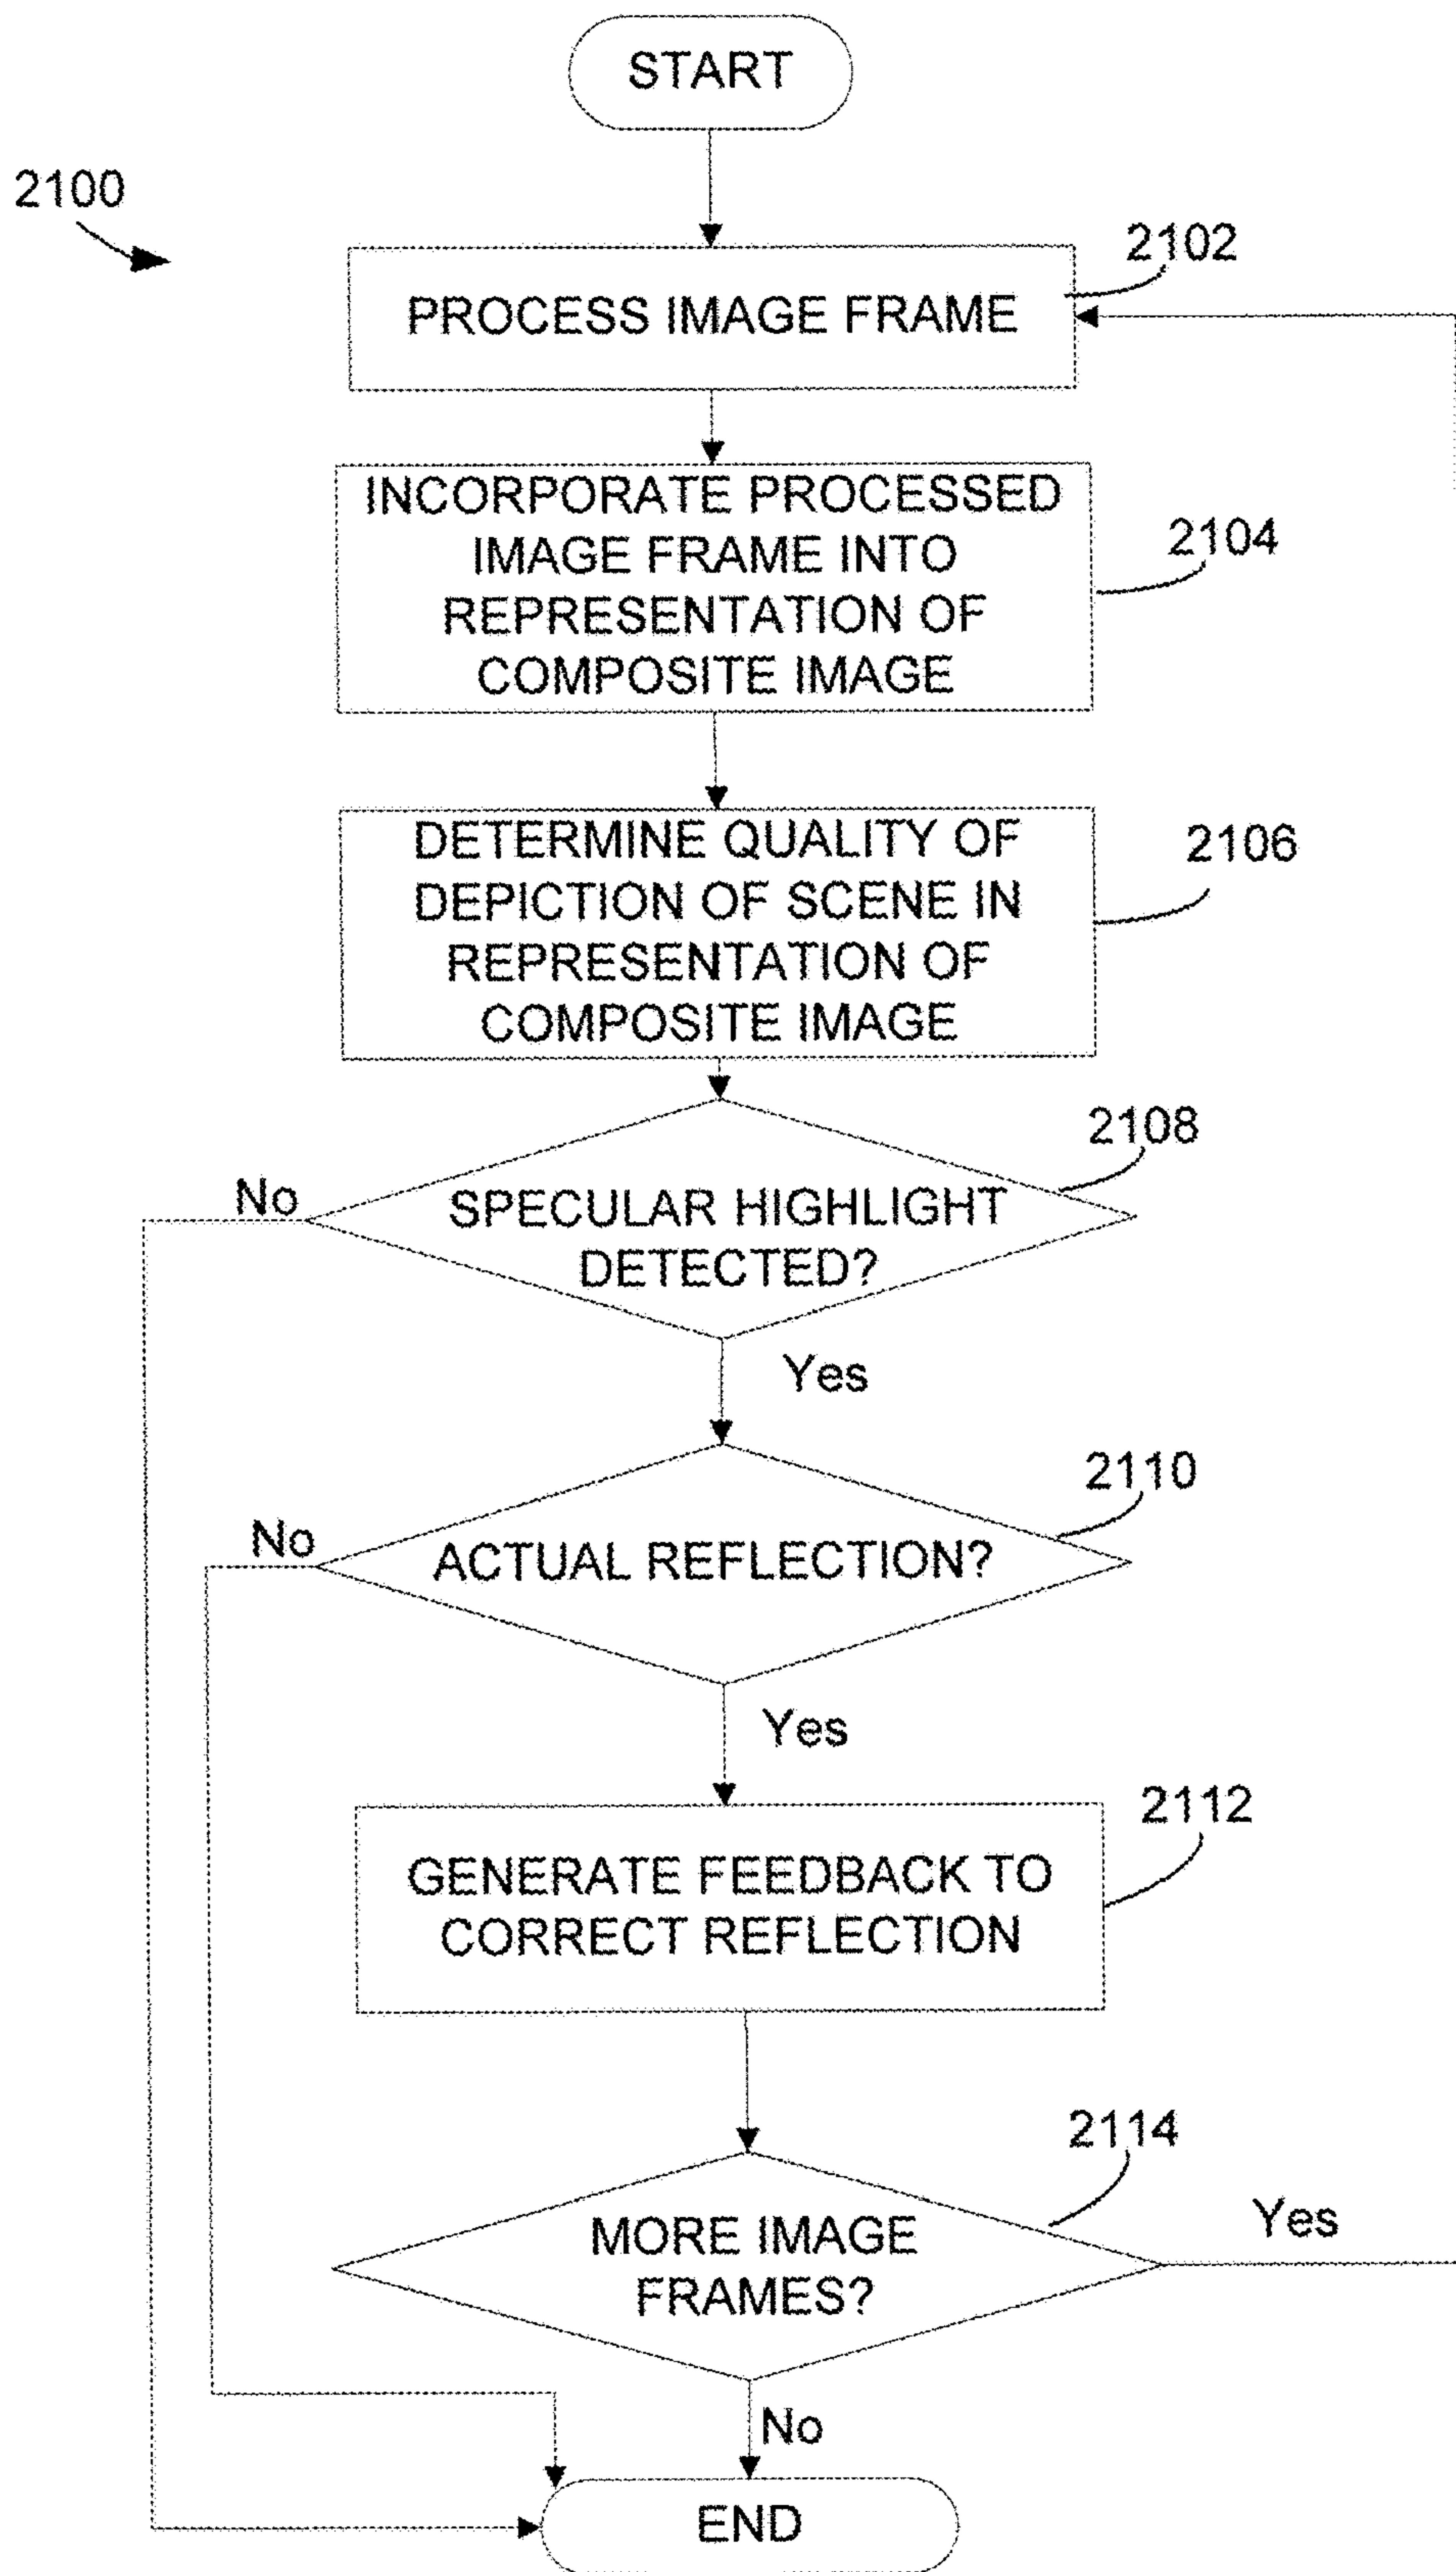 START
2100
2102
PROCESS IMAGE FRAME
INCORPORATE PROCESSED
IMAGE FRAME INTO
REPRESENTATION OF
COMPOSITE IMAGE
2104
DETERMINE QUALITY OF
DEPICTION OF SCENE IN
REPRESENTATION OF
COMPOSITE IMAGE
2106
2108
No
SPECULAR HIGHLIGHT
DETECTED?
Yes
2110
No
ACTUAL REFLECTION?
Yes
2112
GENERATE FEEDBACK TO
CORRECT REFLECTION
2114
MORE IMAGE
FRAMES?
Yes
No
END